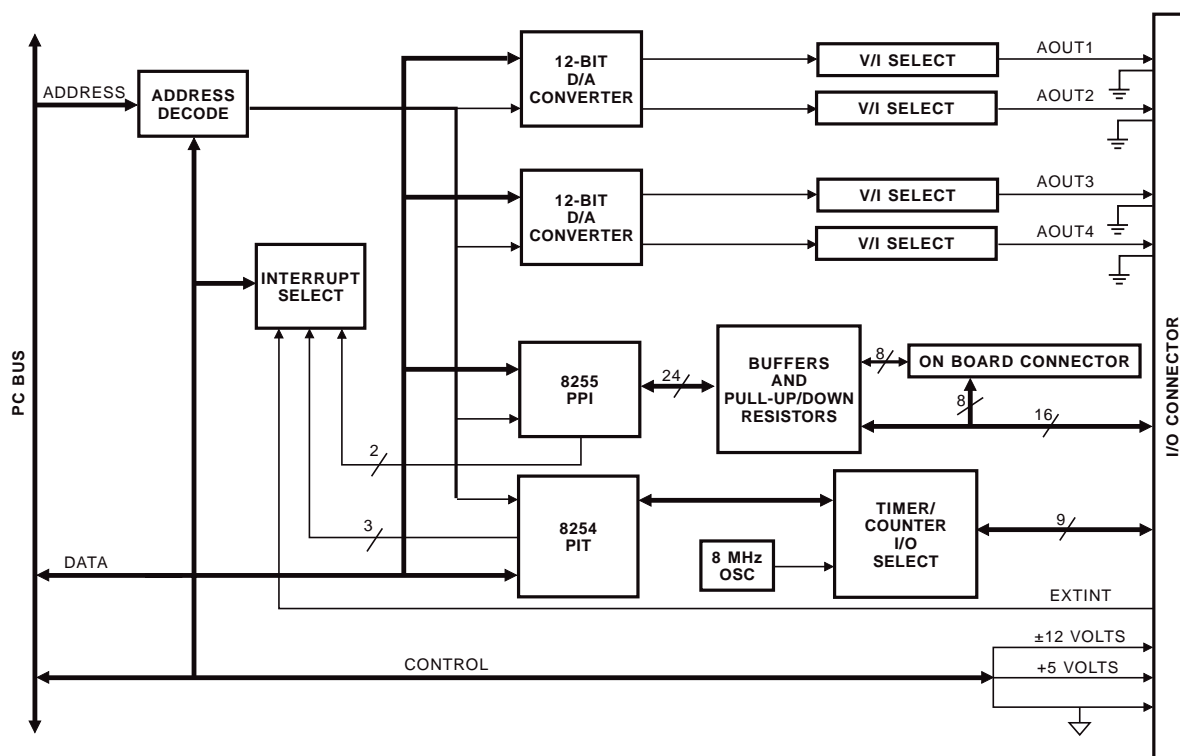 PC BUS
ADDRESS
ADDRESS
DECODE
12-BIT
D/A
CONVERTER
V/I SELECT
AOUT1
V/I SELECT
AOUT2
12-BIT
D/A
CONVERTER
V/I SELECT
AOUT3
V/I SELECT
AOUT4
INTERRUPT
SELECT
8255
PPI
24
BUFFERS
AND
PULL-UP/DOWN
RESISTORS
8
ON BOARD CONNECTOR
8
16
2
3
8254
PIT
8 MHz
OSC
TIMER/
COUNTER
I/O
SELECT
9
DATA
EXTINT
CONTROL
±12 VOLTS
+5 VOLTS
I/O CONNECTOR